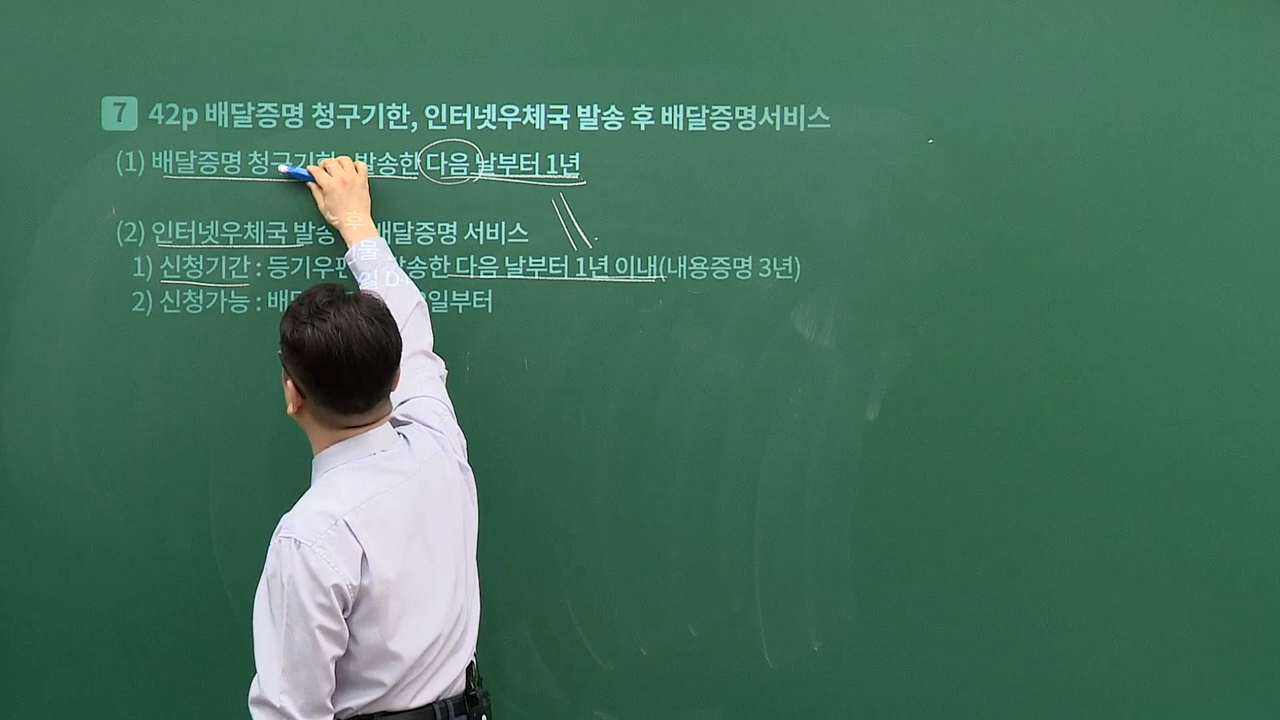 7 42p 배달증명 청구기한, 인터넷우체국 발송 후 배달증명서비스
(1) 배달증명 청구기한 : 발송한 다음 날부터 1년
(2) 인터넷우체국 발송 후 배달증명 서비스
1) 신청기간 : 등기우편물 발송한 다음 날부터 1년 이내(내용증명 3년)
2) 신청가능 : 배달 일부터